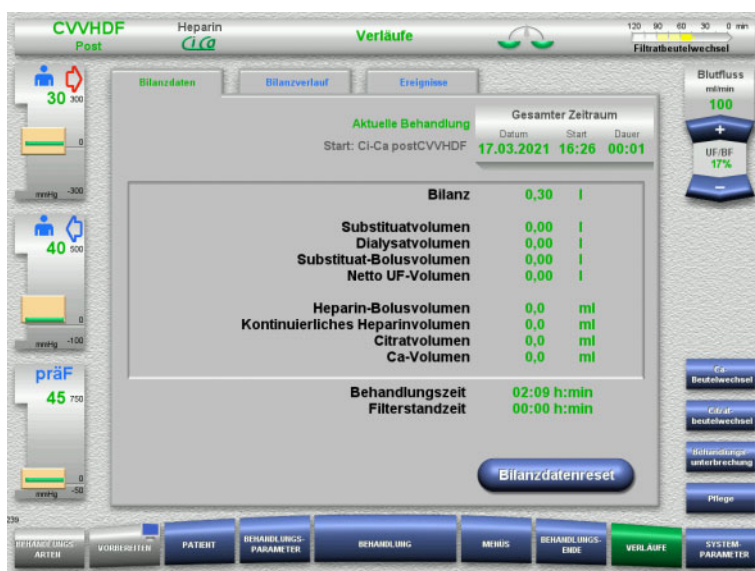 CVVHDF
Post
Heparin
CiCa
Verläufe
120 90 60 30 0 min
Filtratbeutelwechsel
30 300
0
mmHg -300
40 500
0
mmHg -100
präF
45 750
0
mmHg -50
Bilanzdaten Bilanzverlauf Ereignisse
Aktuelle Behandlung
Start: Ci-Ca postCVVHDF
Gesamter Zeitraum
Datum Start Dauer
17.03.2021 16:26 00:01
Bilanz 0,30 l
Substituatvolumen 0,00 l
Dialysatvolumen 0,00 l
Substituat-Bolusvolumen 0,00 l
Netto UF-Volumen 0,00 l
Heparin-Bolusvolumen 0,0 ml
Kontinuierliches Heparinvolumen 0,0 ml
Citratvolumen 0,0 ml
Ca-Volumen 0,0 ml
Behandlungszeit 02:09 h:min
Filterstandzeit 00:00 h:min
Bilanzdatenreset
Blutfluss
ml/min
100
+
UF/BF
17%
−
Ca-
Beutelwechsel
Citrat-
beutelwechsel
Behandlungs-
unterbrechung
Pflege
239
BEHANDLUNGS-
ARTEN
VORBEREITEN
PATIENT
BEHANDLUNGS-
PARAMETER
BEHANDLUNG
MENÜS
BEHANDLUNGS-
ENDE
VERLÄUFE
SYSTEM-
PARAMETER